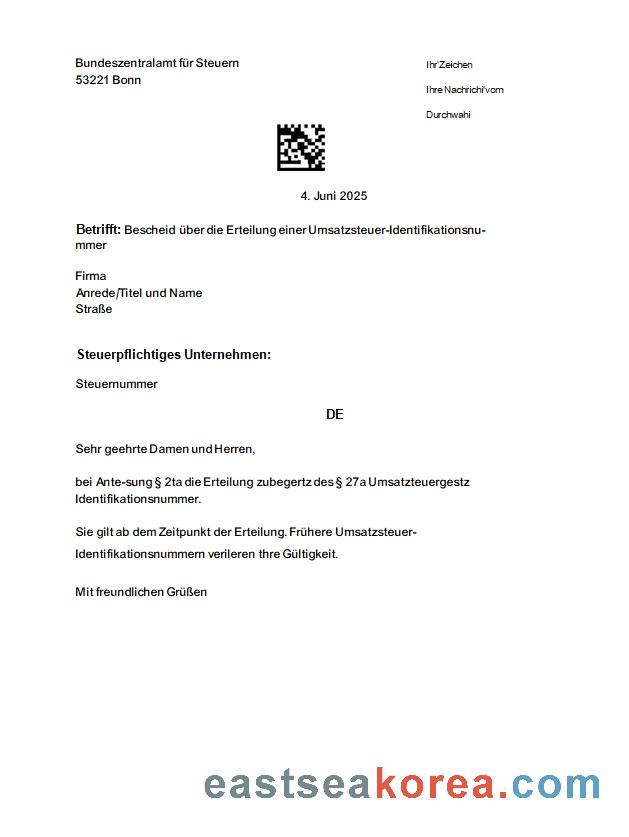 Bundeszentralamt für Steuern
53221 Bonn
Ihr'Zeichen
Ihre Nachrichi'vom
Durchwahi
4. Juni 2025
Betrifft: Bescheid über die Erteilung einer Umsatzsteuer-Identifikationsnu-
mmer
Firma
Anrede/Titel und Name
Straße
Steuerpflichtiges Unternehmen:
Steuernummer
DE
Sehr geehrte Damen und Herren,
bei Ante-sung § 2ta die Erteilung zubegertz des § 27a Umsatzteuergestz
Identifikationsnummer.
Sie gilt ab dem Zeitpunkt der Erteilung. Frühere Umsatzsteuer-
Identifikationsnummern verileren Thre Gültigkeit.
Mit freundlichen Grüßen
eastseakorea.com